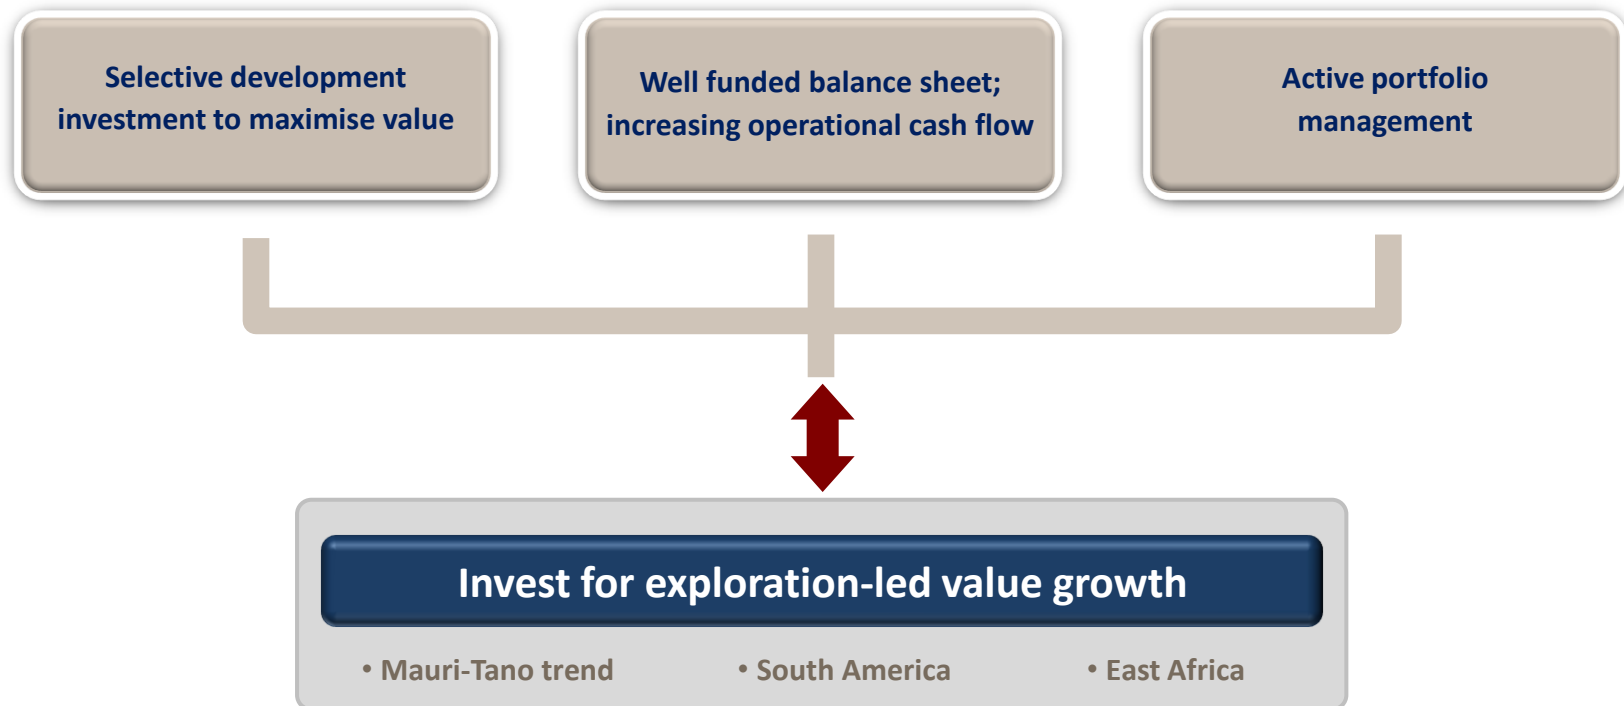 Selective development
investment to maximise value
Well funded balance sheet;
increasing operational cash flow
Active portfolio
management
Invest for exploration-led value growth
• Mauri-Tano trend
• South America
• East Africa